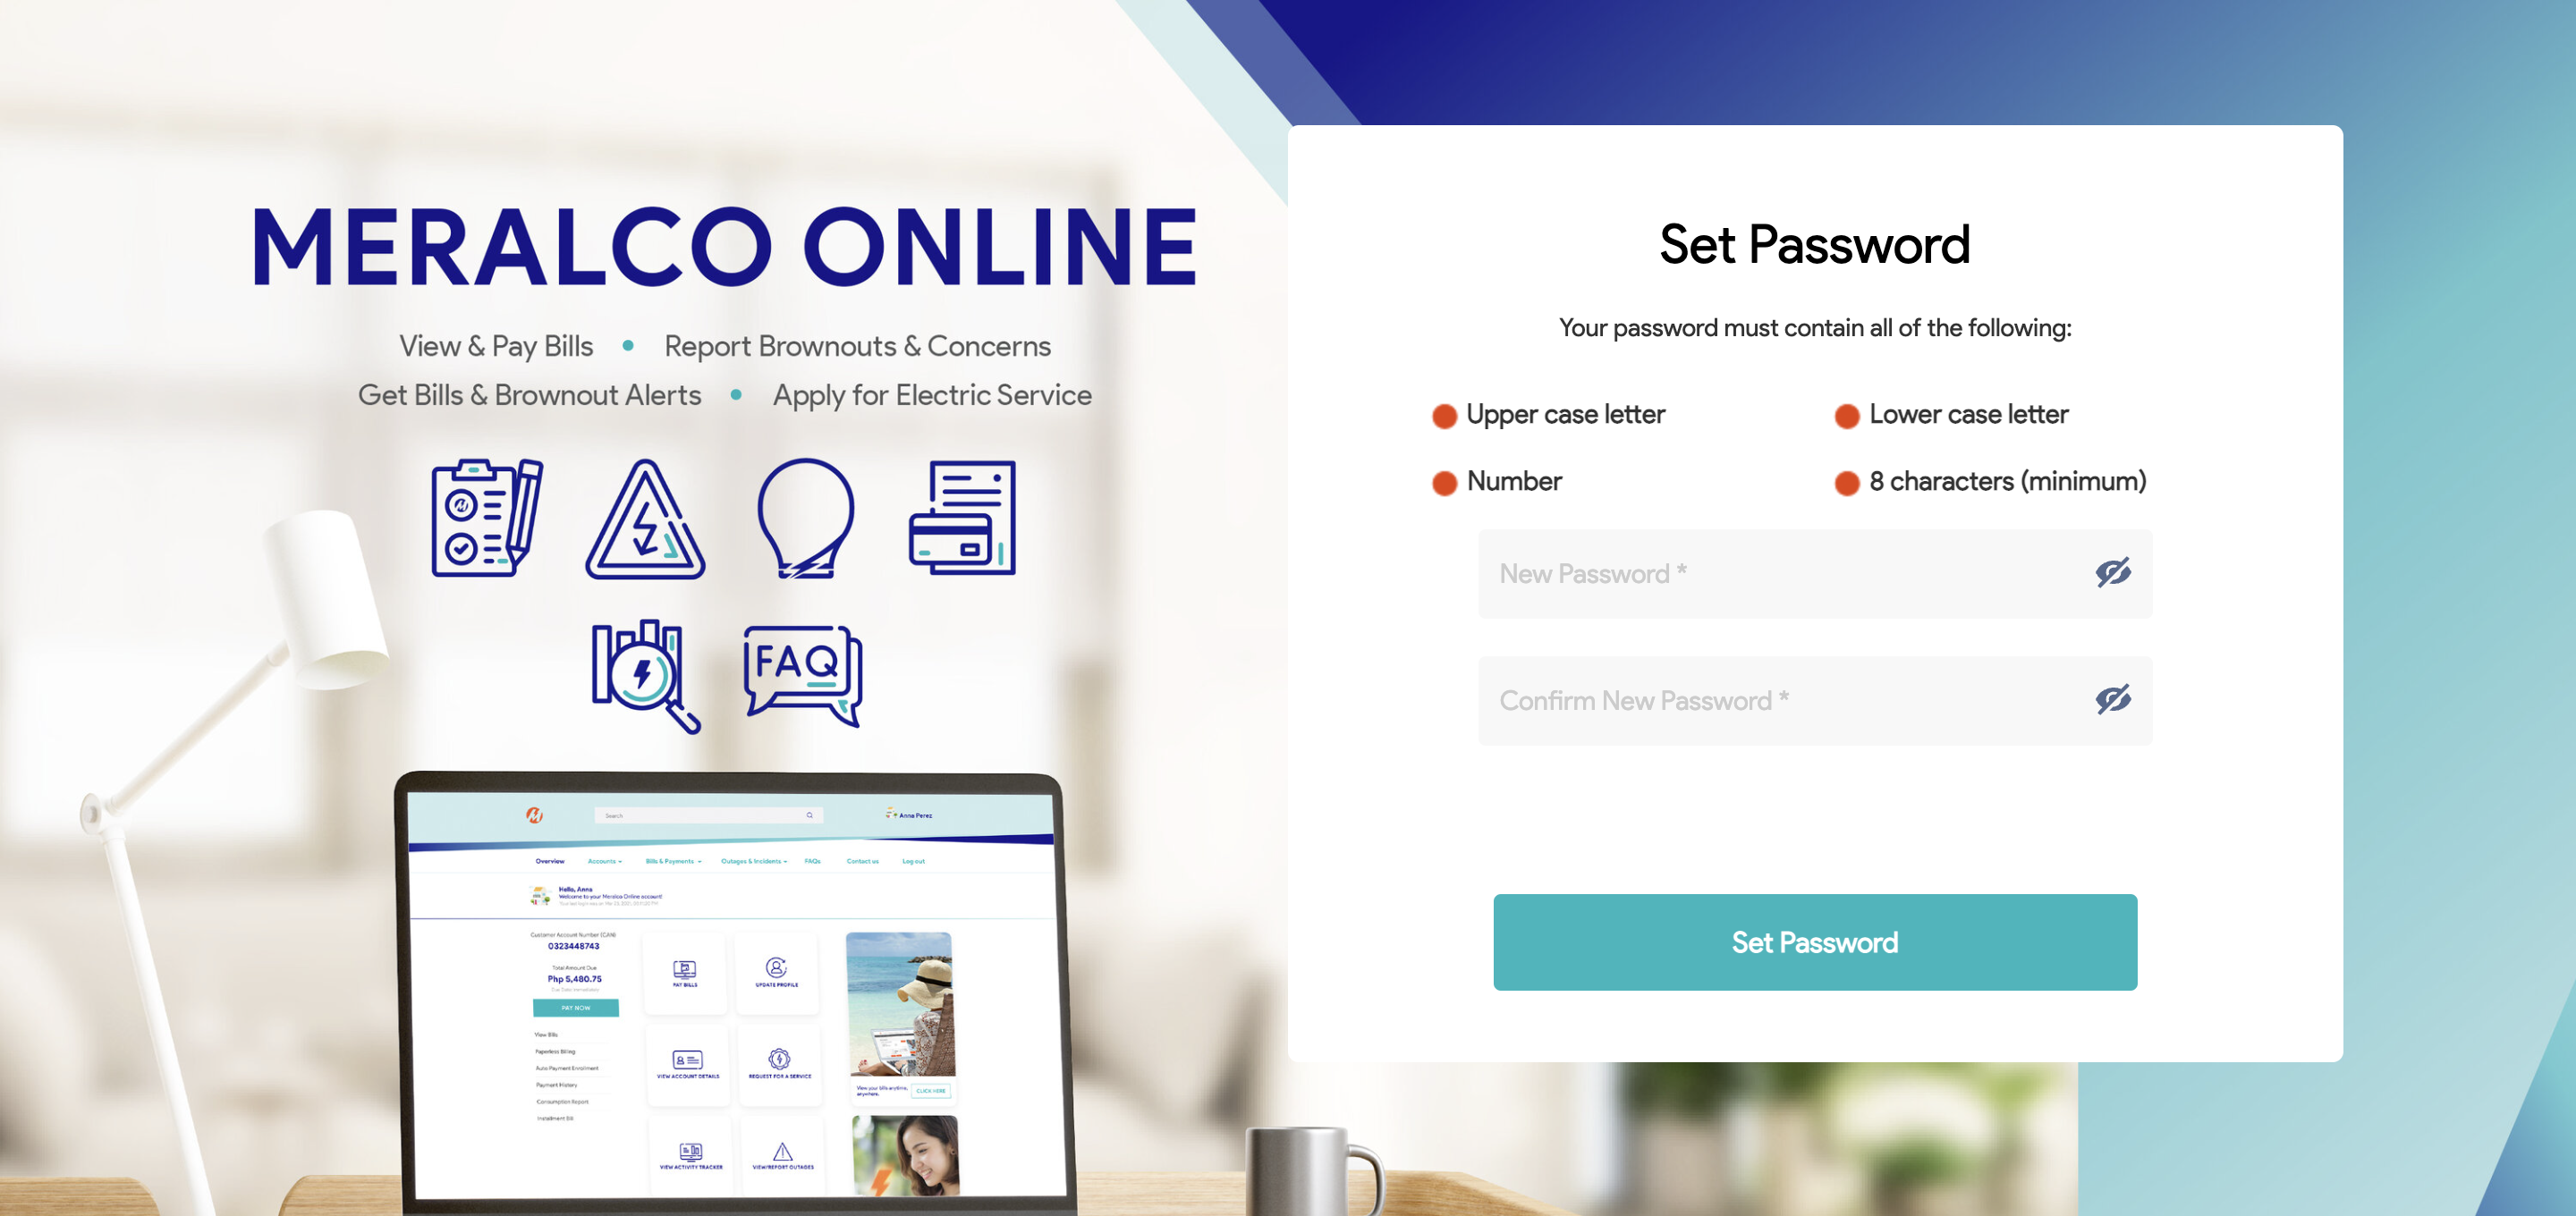 MERALCO ONLINE
View & Pay Bills • Report Brownouts & Concerns
Get Bills & Brownout Alerts • Apply for Electric Service
FAQ
Search
Anna Perez
Overview Accounts Bills & Payments Outages & Incidents FAQs Contact us Log out
Hello, Anna
Welcome to your Meralco Online account!
Customer Account Number (CAN)
0323448743
Total Amount Due
Php 5,480.75
PAY NOW
View Bills
Paperless Billing
Auto Payment Enrollment
Payment History
Consumption Report
Installment Bill
PAY BILLS
UPDATE PROFILE
VIEW ACCOUNT DETAILS
REQUEST FOR A SERVICE
VIEW ACTIVITY TRACKER
VIEW/REPORT OUTAGES
View your bills anytime,
anywhere.
CLICK HERE
Set Password
Your password must contain all of the following:
Upper case letter
Lower case letter
Number
8 characters (minimum)
New Password *
Confirm New Password *
Set Password